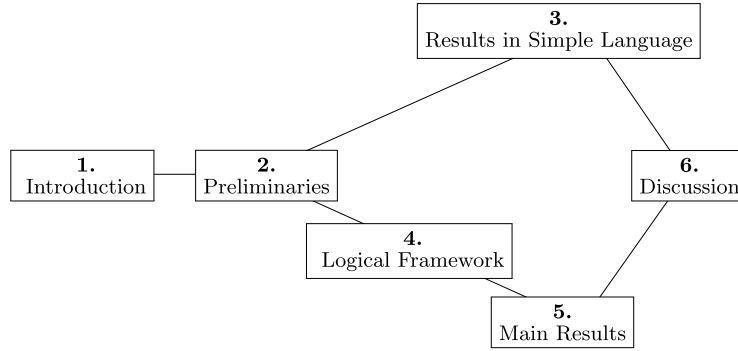 3.
Results in Simple Language
1.
Introduction
2.
Preliminaries
6.
Discussion
4.
Logical Framework
5.
Main Results